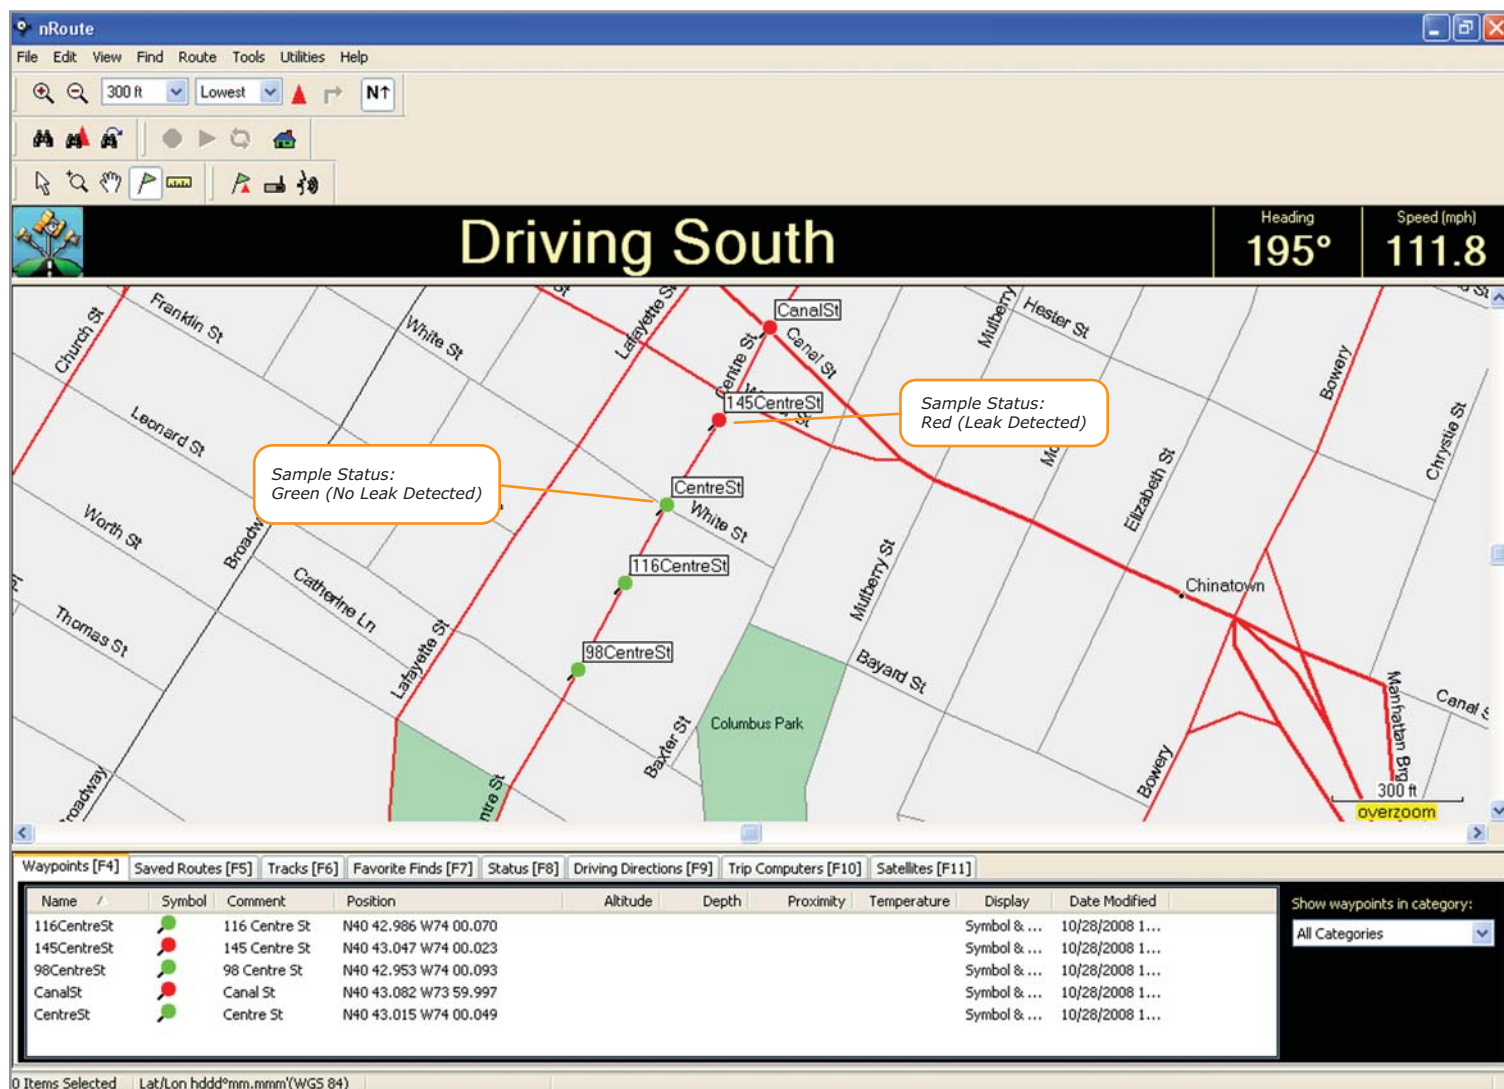 nRoute
File Edit View Find Route Tools Utilities Help
300 ft Lowest N↑
Driving South
Heading
195°
Speed (mph)
111.8
Church St
Franklin St
White St
Lafayette St
CanalSt
Canal St
Centre St
Mulberry
Hester St
Bowery
Chrystie St
145CentreSt
Sample Status:
Red (Leak Detected)
Leonard St
Sample Status:
Green (No Leak Detected)
CentreSt
White St
Elizabeth St
Worth St
Catherine Ln
116CentreSt
Mulberry St
Chinatown
Thomas St
Lafayette St
98CentreSt
Bayard St
Columbus Park
Baxter St
Manhattan Brg
Canal S
Bowery
Broadway
300 ft
overzoom
Waypoints [F4] Saved Routes [F5] Tracks [F6] Favorite Finds [F7] Status [F8] Driving Directions [F9] Trip Computers [F10] Satellites [F11]
Name Symbol Comment Position Altitude Depth Proximity Temperature Display Date Modified
116CentreSt 116 Centre St N40 42.986 W74 00.070 Symbol & ... 10/28/2008 1...
145CentreSt 145 Centre St N40 43.047 W74 00.023 Symbol & ... 10/28/2008 1...
98CentreSt 98 Centre St N40 42.953 W74 00.093 Symbol & ... 10/28/2008 1...
CanalSt Canal St N40 43.082 W73 59.997 Symbol & ... 10/28/2008 1...
CentreSt Centre St N40 43.015 W74 00.049 Symbol & ... 10/28/2008 1...
Show waypoints in category:
All Categories
0 Items Selected Lat/Lon hddd°mm.mmm'(WGS 84)